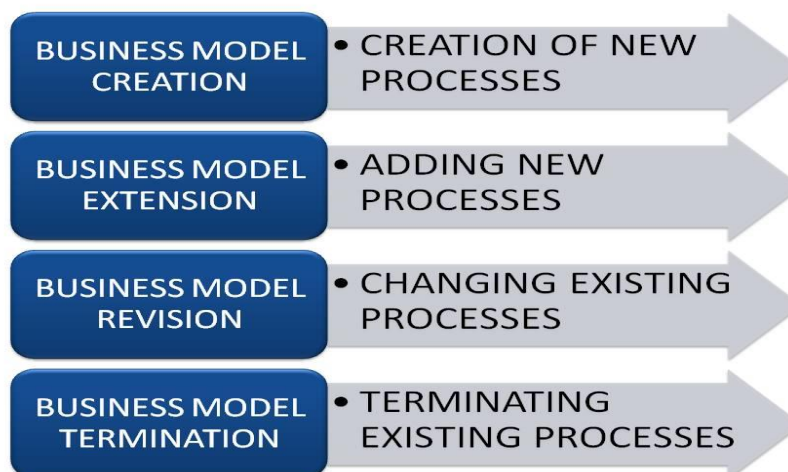 BUSINESS MODEL
CREATION
• CREATION OF NEW
PROCESSES
BUSINESS MODEL
EXTENSION
• ADDING NEW
PROCESSES
BUSINESS MODEL
REVISION
• CHANGING EXISTING
PROCESSES
BUSINESS MODEL
TERMINATION
• TERMINATING
EXISTING PROCESSES